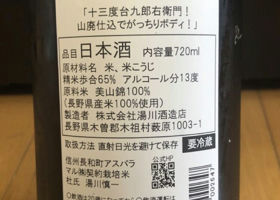 「十三度台九郎右衛門!
山廃仕込でがっちりボディ!」
品目 日本酒 内容量720ml
原材料名 米、米こうじ
精米歩合65% アルコール分13度
原料米 美山錦100%
(長野県産米100%使用)
製造者 株式会社湯川酒造店
長野県木曽郡木祖村薮原1003-1
取扱方法 直射日光を避けて保存 要冷蔵
信州長和町アスパラ
マル㈱契約栽培米
杜氏 湯川慎一
公式HP